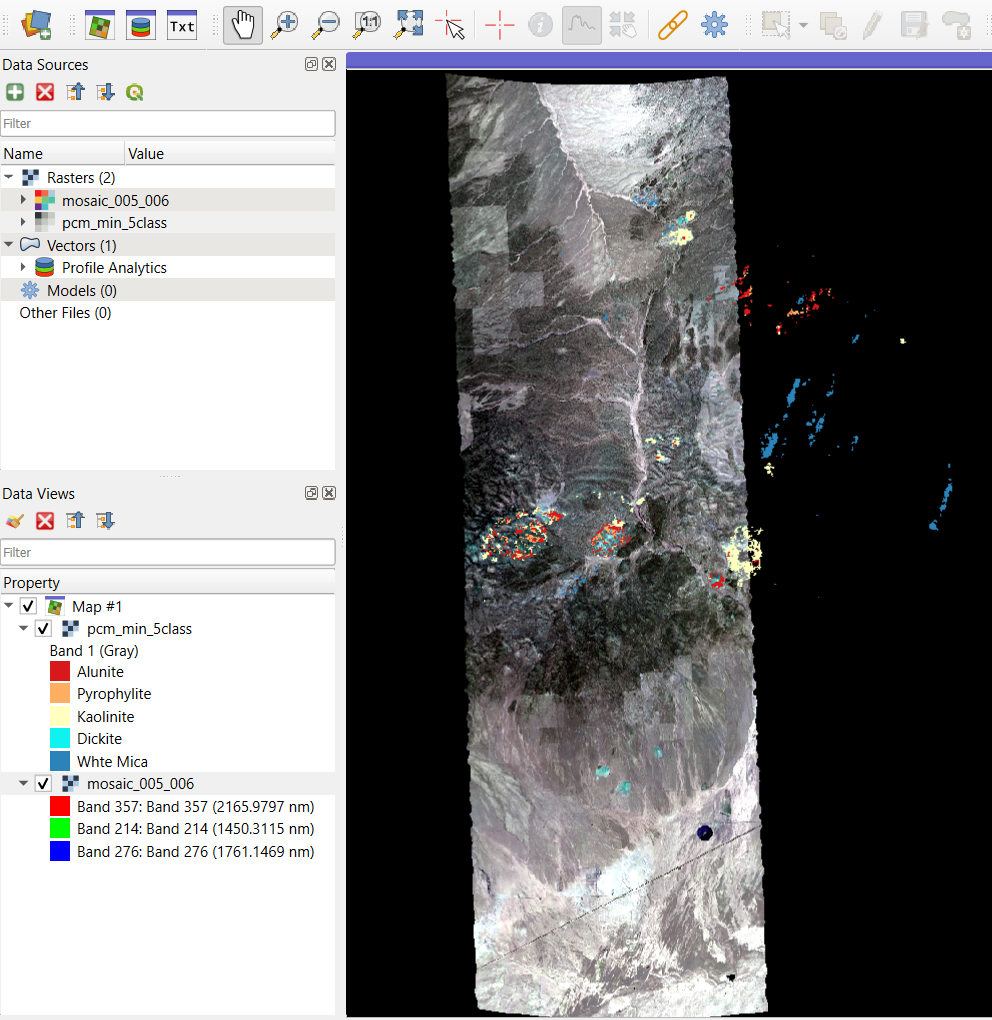 Txt
1:1
Data Sources
Filter
Name Value
Rasters (2)
mosaic_005_006
pcm_min_5class
Vectors (1)
Profile Analytics
Models (0)
Other Files (0)
Data Views
Filter
Property
Map #1
pcm_min_5class
Band 1 (Gray)
Alunite
Pyrophylite
Kaolinite
Dickite
Whte Mica
mosaic_005_006
Band 357: Band 357 (2165.9797 nm)
Band 214: Band 214 (1450.3115 nm)
Band 276: Band 276 (1761.1469 nm)